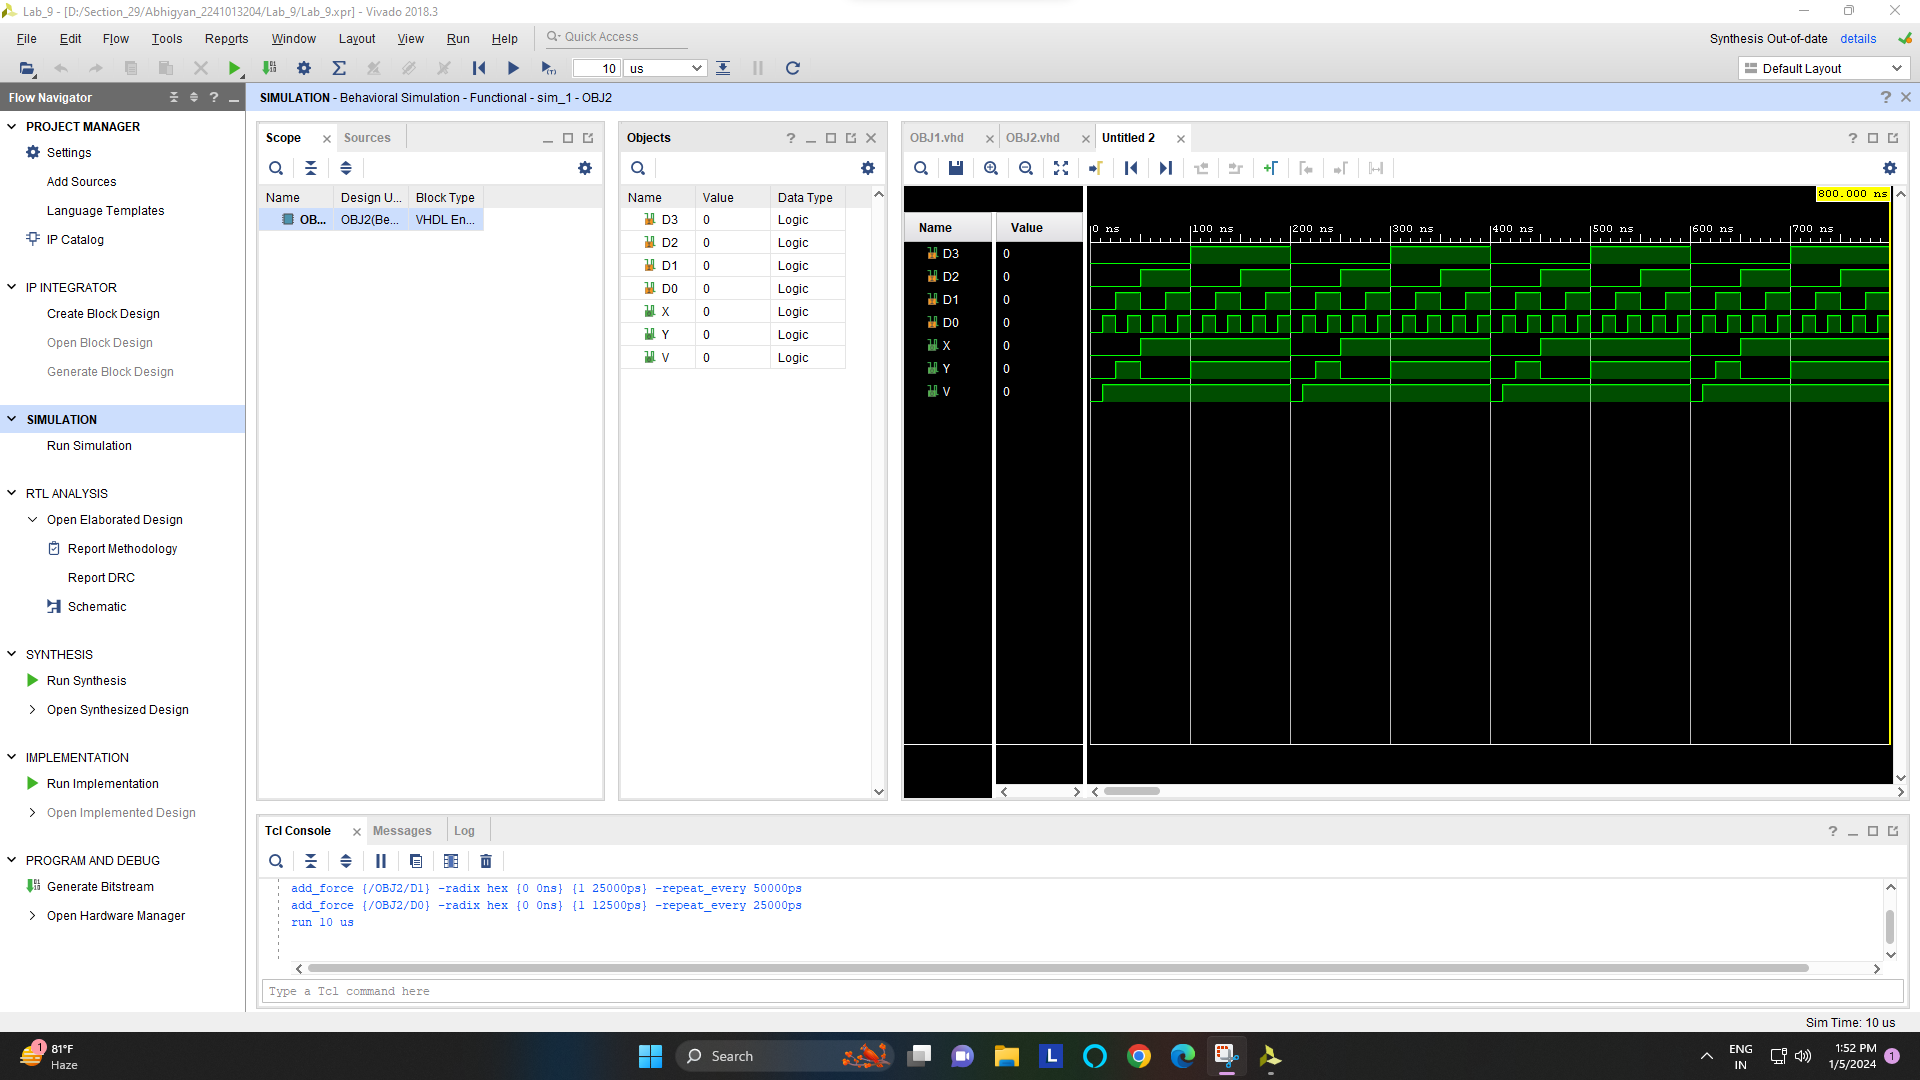 Lab_9 - [D:/Section_29/Abhigyan_2241013204/Lab_9/Lab_9.xpr] - Vivado 2018.3
File Edit Flow Tools Reports Window Layout View Run Help Quick Access
Synthesis Out-of-date details
10 us
Default Layout
Flow Navigator
SIMULATION - Behavioral Simulation - Functional - sim_1 - OBJ2
PROJECT MANAGER
Settings
Add Sources
Language Templates
IP Catalog
IP INTEGRATOR
Create Block Design
Open Block Design
Generate Block Design
SIMULATION
Run Simulation
RTL ANALYSIS
Open Elaborated Design
Report Methodology
Report DRC
Schematic
SYNTHESIS
Run Synthesis
Open Synthesized Design
IMPLEMENTATION
Run Implementation
Open Implemented Design
PROGRAM AND DEBUG
Generate Bitstream
Open Hardware Manager
Scope Sources
Name Design U... Block Type
OB... OBJ2(Be... VHDL En...
Objects
Name Value Data Type
D3 0 Logic
D2 0 Logic
D1 0 Logic
D0 0 Logic
X 0 Logic
Y 0 Logic
V 0 Logic
OBJ1.vhd OBJ2.vhd Untitled 2
800.000 ns
Name Value
0 ns 100 ns 200 ns 300 ns 400 ns 500 ns 600 ns 700 ns
D3 0
D2 0
D1 0
D0 0
X 0
Y 0
V 0
Tcl Console Messages Log
add_force {/OBJ2/D1} -radix hex {0 0ns} {1 25000ps} -repeat_every 50000ps
add_force {/OBJ2/D0} -radix hex {0 0ns} {1 12500ps} -repeat_every 25000ps
run 10 us
Type a Tcl command here
Sim Time: 10 us
1
81°F
Haze
Search
L
ENG
IN
1:52 PM
1/5/2024
1